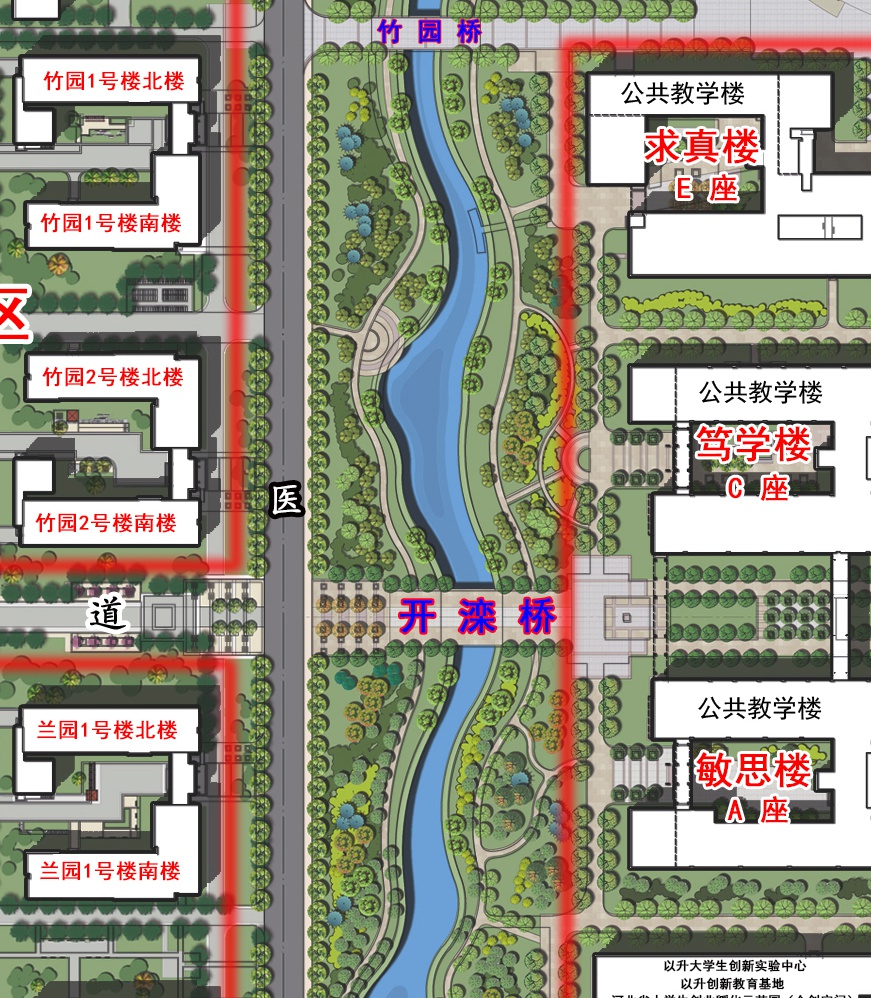 竹园桥
竹园1号楼北楼
公共教学楼
求真楼
E座
竹园1号楼南楼
区
竹园2号楼北楼
公共教学楼
笃学楼
C座
医
竹园2号楼南楼
道
开滦桥
兰园1号楼北楼
公共教学楼
敏思楼
A座
兰园1号楼南楼
以升大学生创新实验中心
以升创新教育基地